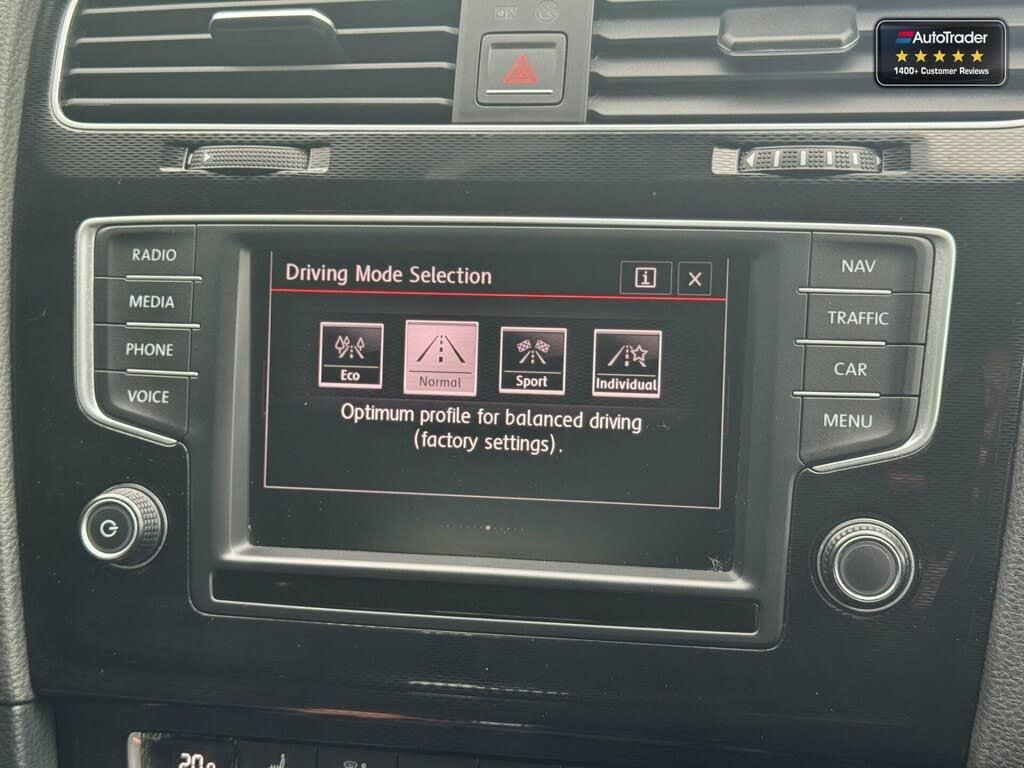 AutoTrader
1400+ Customer Reviews
RADIO
MEDIA
PHONE
VOICE
Driving Mode Selection
i
X
Eco
Normal
Sport
Individual
Optimum profile for balanced driving
(factory settings).
NAV
TRAFFIC
CAR
MENU